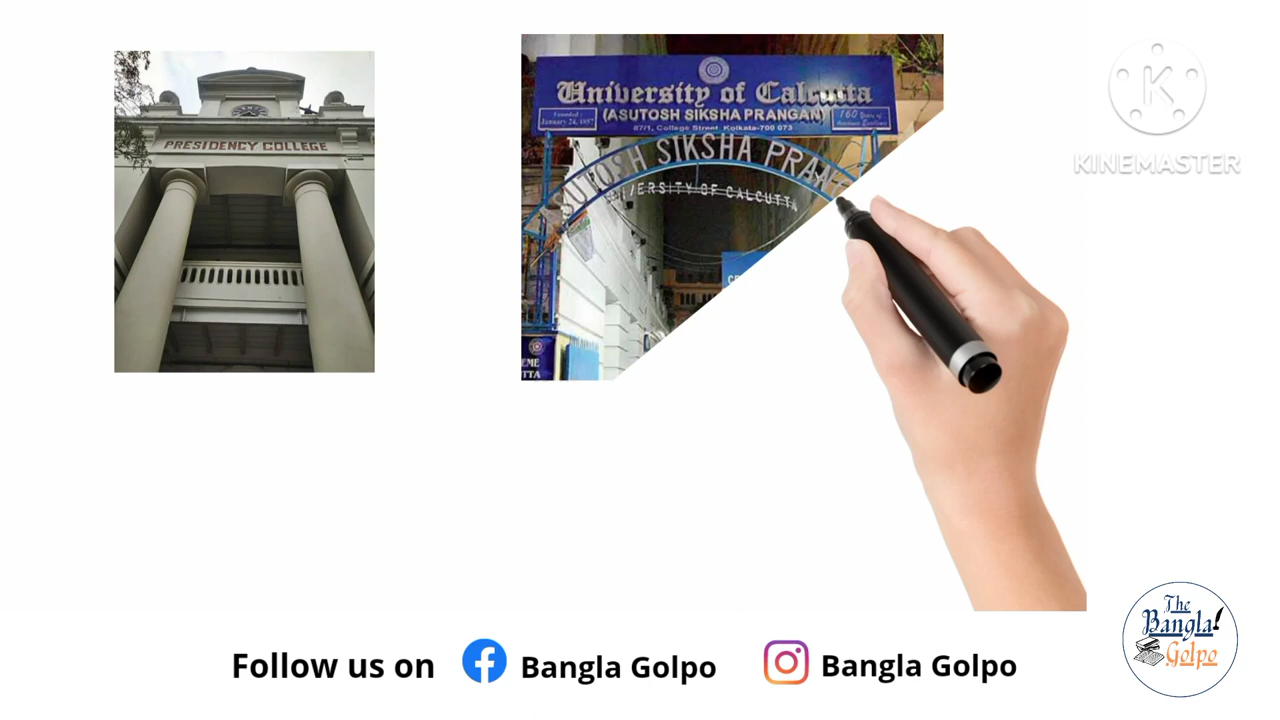 PRESIDENCY COLLEGE
University of Calcutta
(ASUTOSH SIKSHA PRANGAN)
Founded :
January 24, 1857
87/1, College Street, Kolkata-700 073
160 Years of
ASUTOSH SIKSHA
UNIVERSITY OF CALCUTTA
K
KINEMASTER
Follow us on
Bangla Golpo
Bangla Golpo
The
Bangla!
Golpo